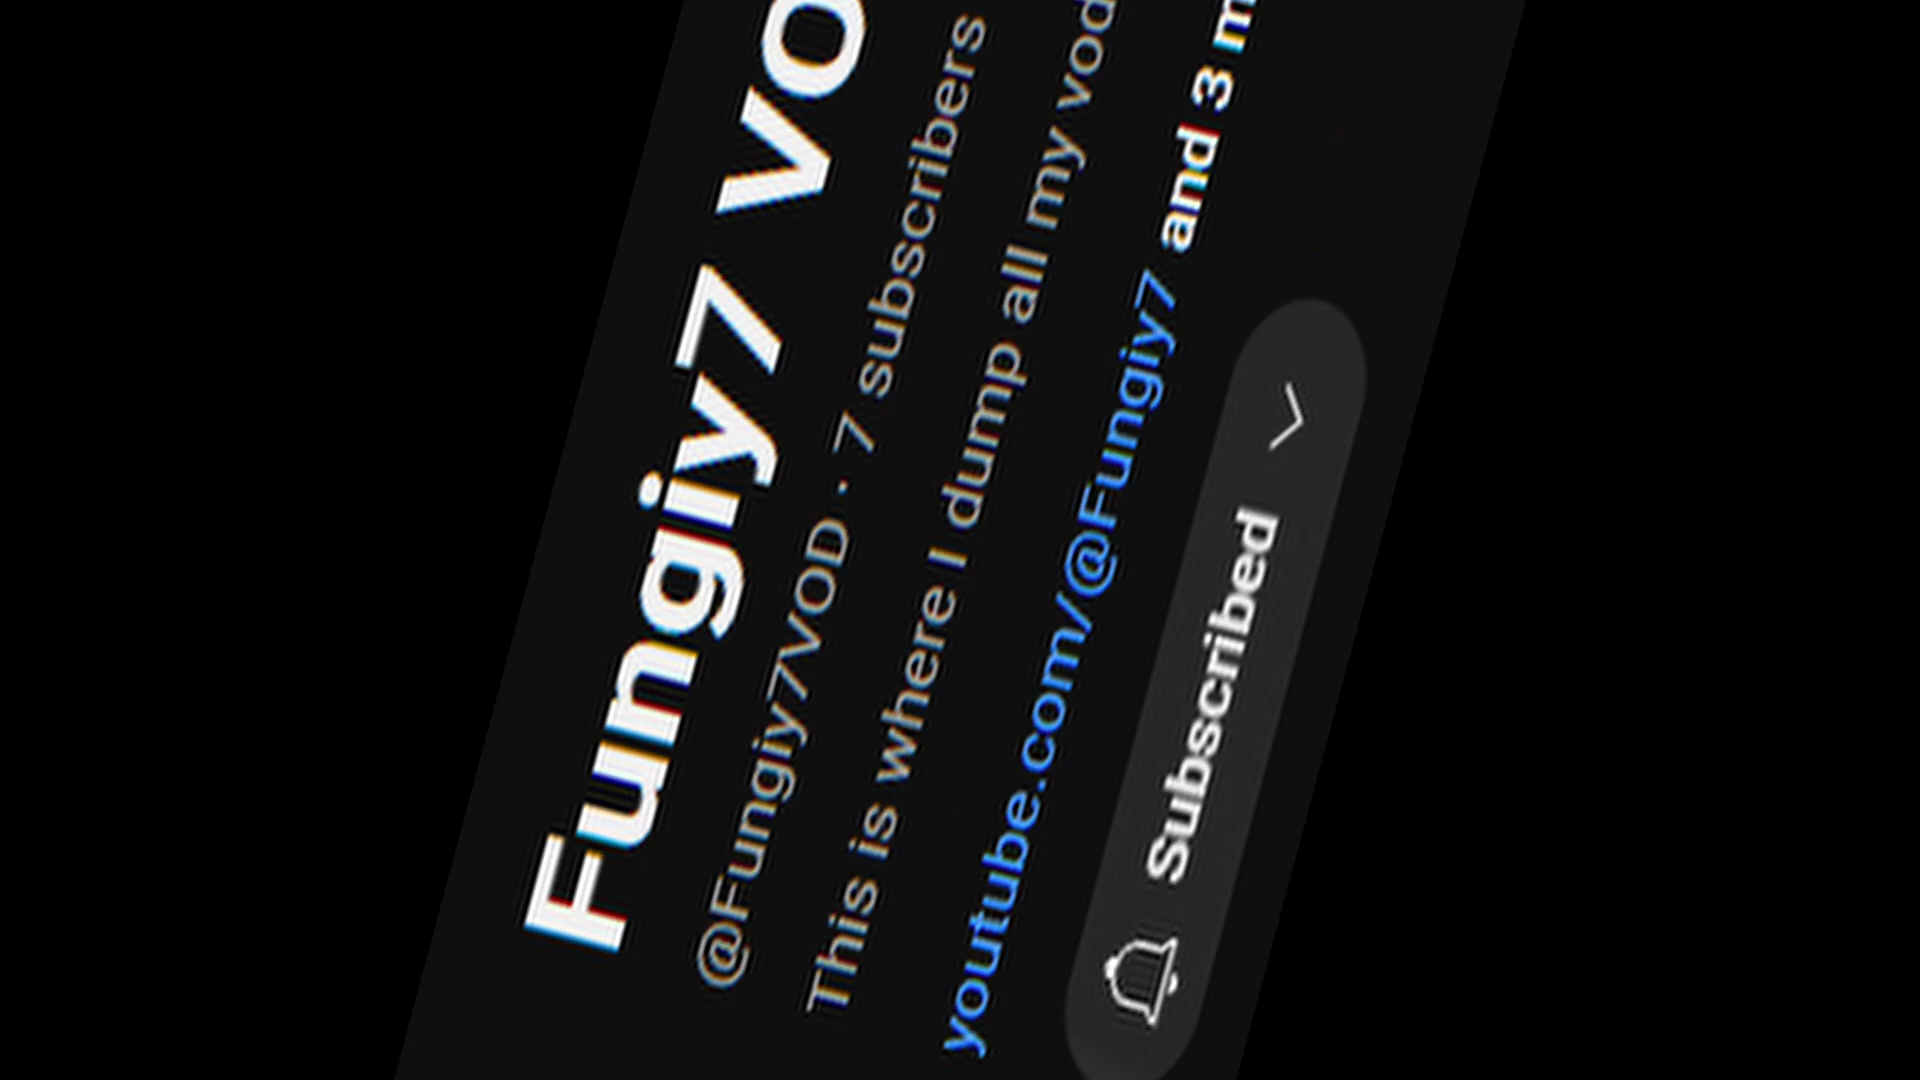 Fungiy7 VO
@Fungiy7VOD · 7 subscribers
This is where I dump all my vod
youtube.com/@Fungiy7 and 3 m
Subscribed